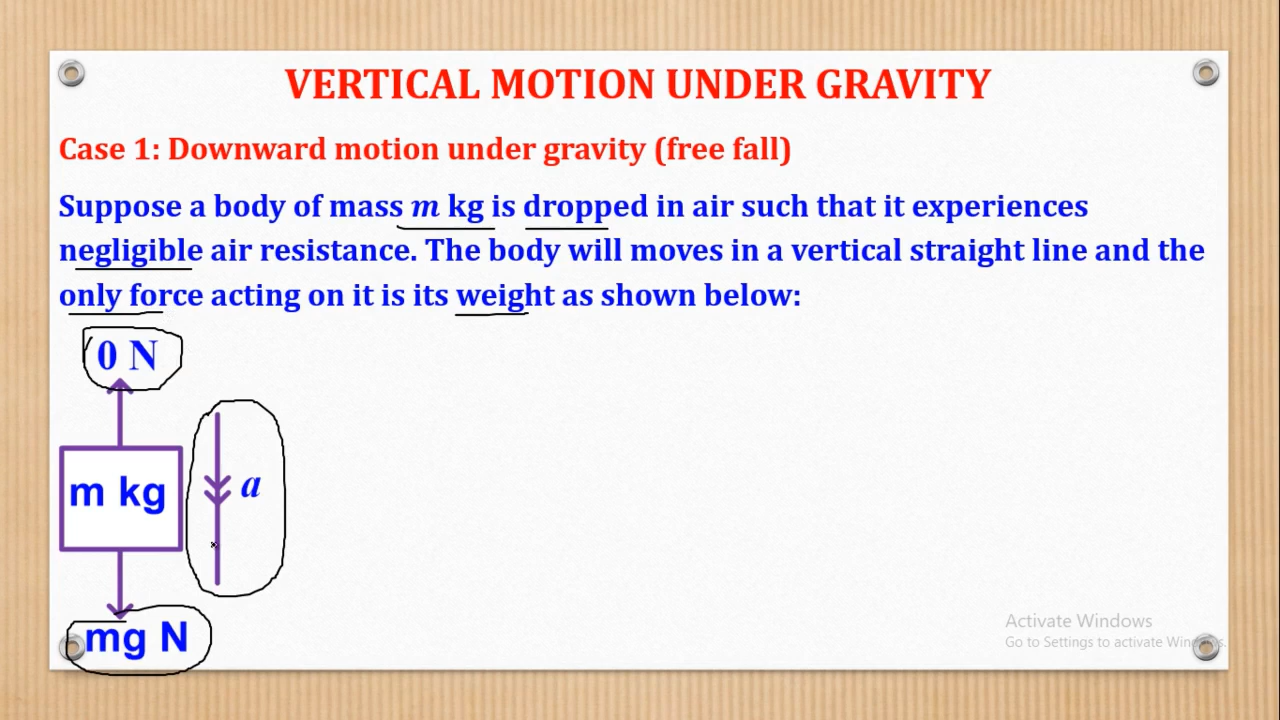 VERTICAL MOTION UNDER GRAVITY
Case 1: Downward motion under gravity (free fall)
Suppose a body of mass m kg is dropped in air such that it experiences
negligible air resistance. The body will moves in a vertical straight line and the
only force acting on it is its weight as shown below:
0 N
m kg
a
mg N
Activate Windows
Go to Settings to activate Windows.